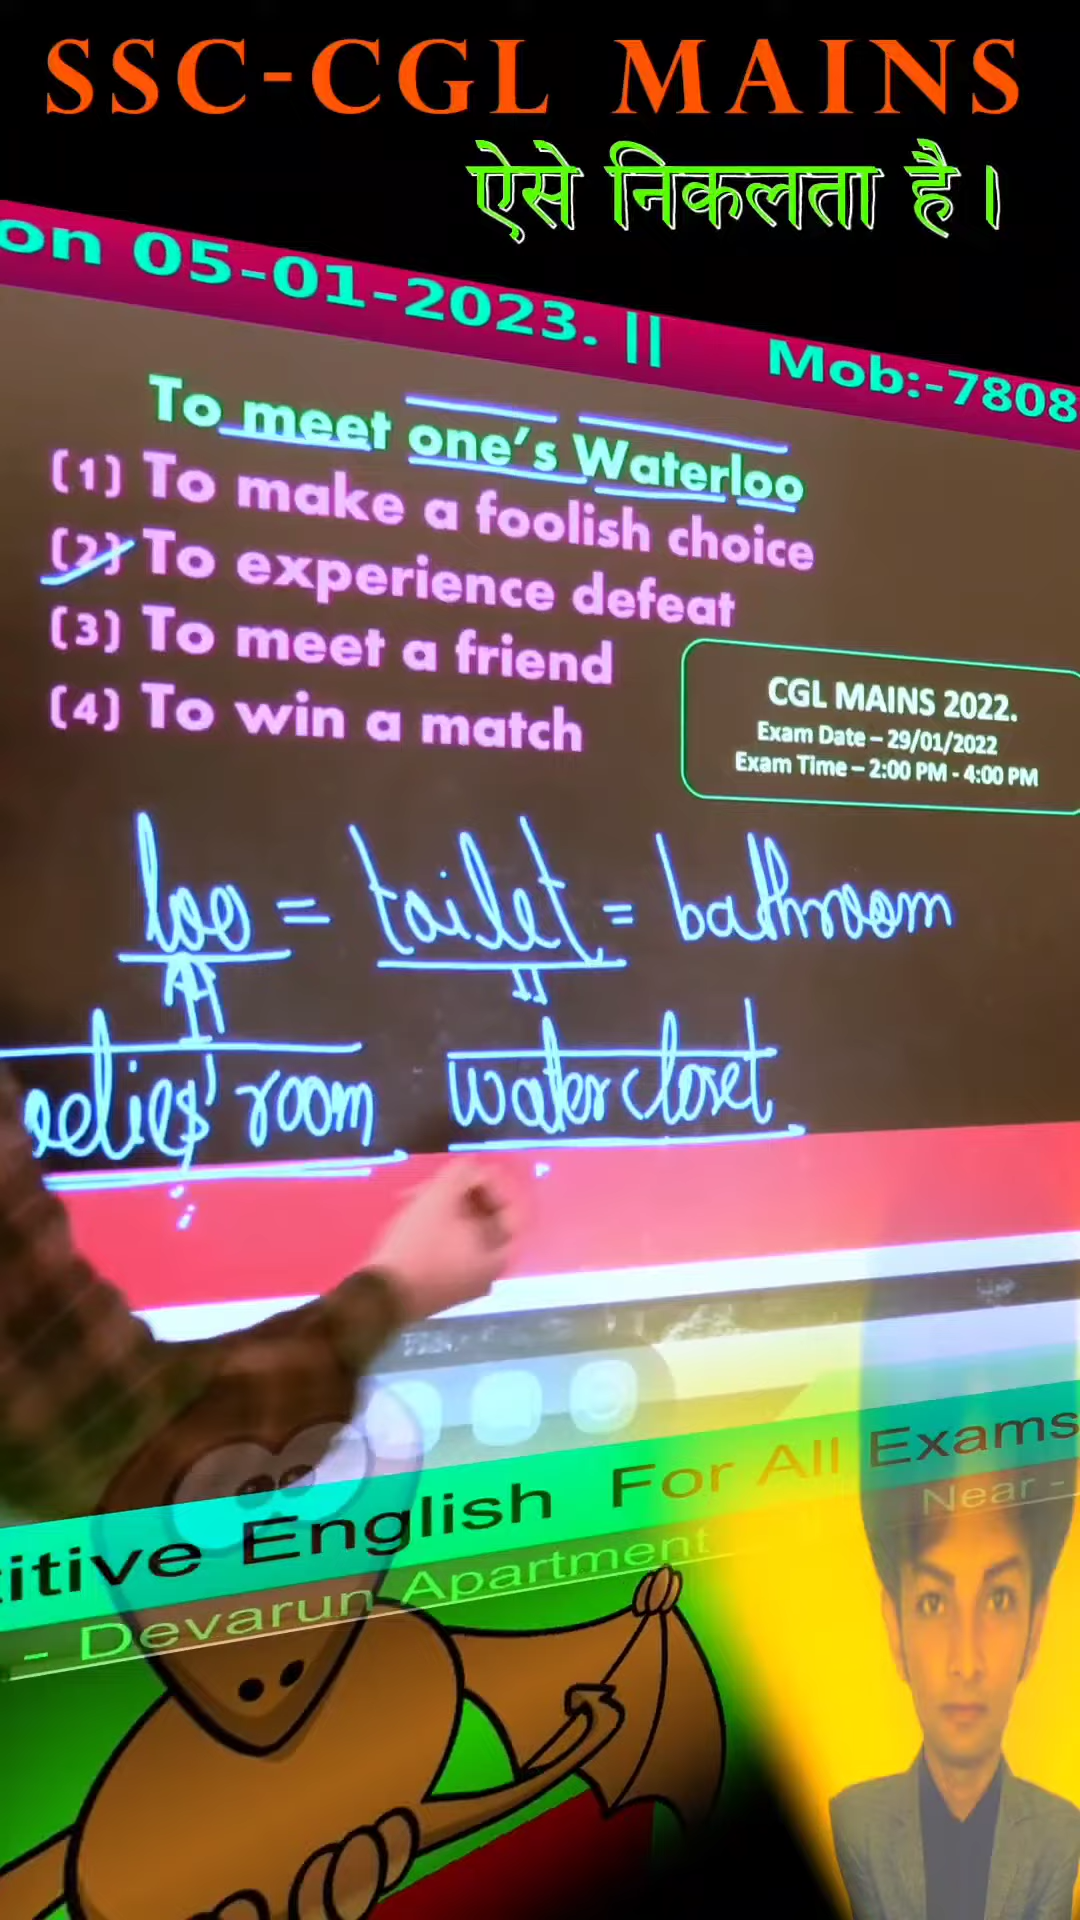 SSC-CGL MAINS
ऐसे निकलता है।
on 05-01-2023. || Mob:-7808
To meet one's Waterloo
(1) To make a foolish choice
(2) To experience defeat
(3) To meet a friend
(4) To win a match
CGL MAINS 2022.
Exam Date – 29/01/2022
Exam Time – 2:00 PM - 4:00 PM
loo = toilet = bathroom
room water closet
itive English For All Exams
- Devarun Apartment Near -